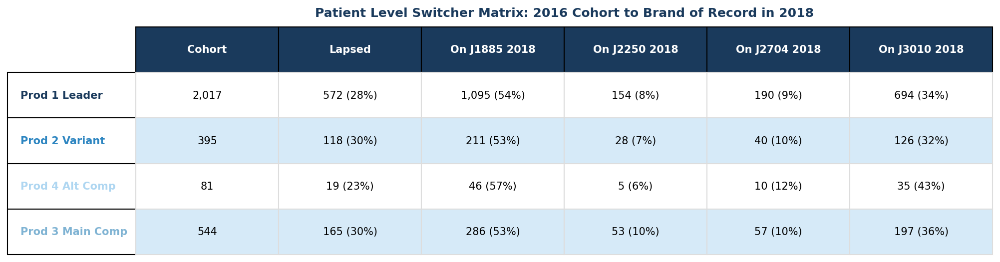 Patient Level Switcher Matrix: 2016 Cohort to Brand of Record in 2018
Cohort Lapsed On J1885 2018 On J2250 2018 On J2704 2018 On J3010 2018
Prod 1 Leader 2,017 572 (28%) 1,095 (54%) 154 (8%) 190 (9%) 694 (34%)
Prod 2 Variant 395 118 (30%) 211 (53%) 28 (7%) 40 (10%) 126 (32%)
Prod 4 Alt Comp 81 19 (23%) 46 (57%) 5 (6%) 10 (12%) 35 (43%)
Prod 3 Main Comp 544 165 (30%) 286 (53%) 53 (10%) 57 (10%) 197 (36%)